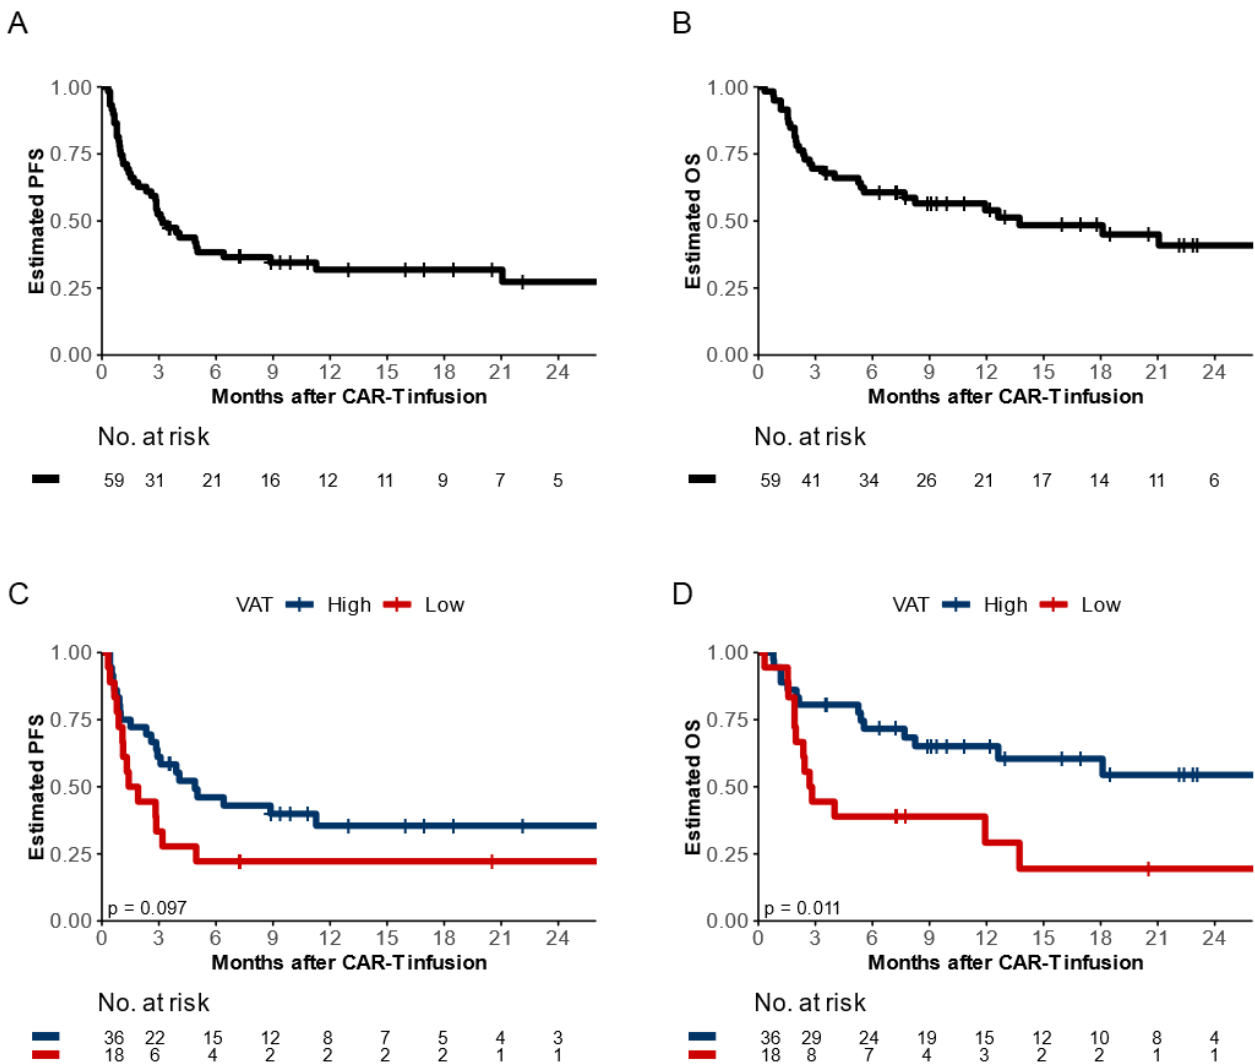 A
Estimated PFS
1.00
0.75
0.50
0.25
0.00
0 3 6 9 12 15 18 21 24
Months after CAR-Tinfusion
No. at risk
59 31 21 16 12 11 9 7 5
B
Estimated OS
1.00
0.75
0.50
0.25
0.00
0 3 6 9 12 15 18 21 24
Months after CAR-Tinfusion
No. at risk
59 41 34 26 21 17 14 11 6
C
VAT High Low
Estimated PFS
1.00
0.75
0.50
0.25
0.00
p = 0.097
0 3 6 9 12 15 18 21 24
Months after CAR-Tinfusion
No. at risk
36 22 15 12 8 7 5 4 3
18 6 4 2 2 2 2 1 1
D
VAT High Low
Estimated OS
1.00
0.75
0.50
0.25
0.00
p = 0.011
0 3 6 9 12 15 18 21 24
Months after CAR-Tinfusion
No. at risk
36 29 24 19 15 12 10 8 4
18 8 7 4 3 2 2 1 1